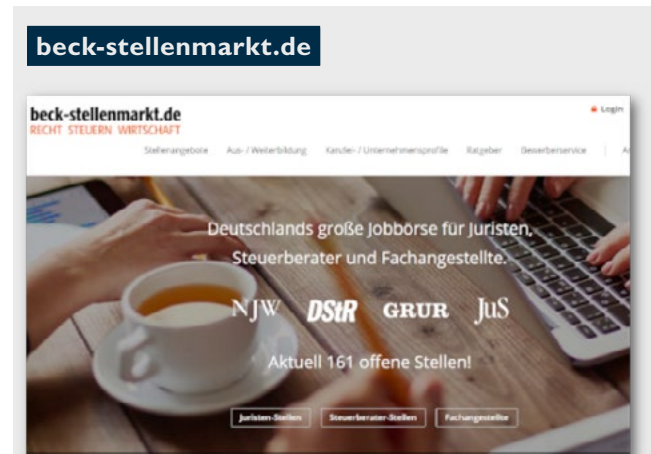 beck-stellenmarkt.de
beck-stellenmarkt.de
RECHT STEUERN WIRTSCHAFT
Login
Stellenangebote Aus- / Weiterbildung Kanzlei- / Unternehmensprofile Ratgeber Bewerberservice
Deutschlands große Jobbörse für Juristen,
Steuerberater und Fachangestellte.
NJW DStR GRUR JuS
Aktuell 161 offene Stellen!
Juristen-Stellen Steuerberater-Stellen Fachangestellte